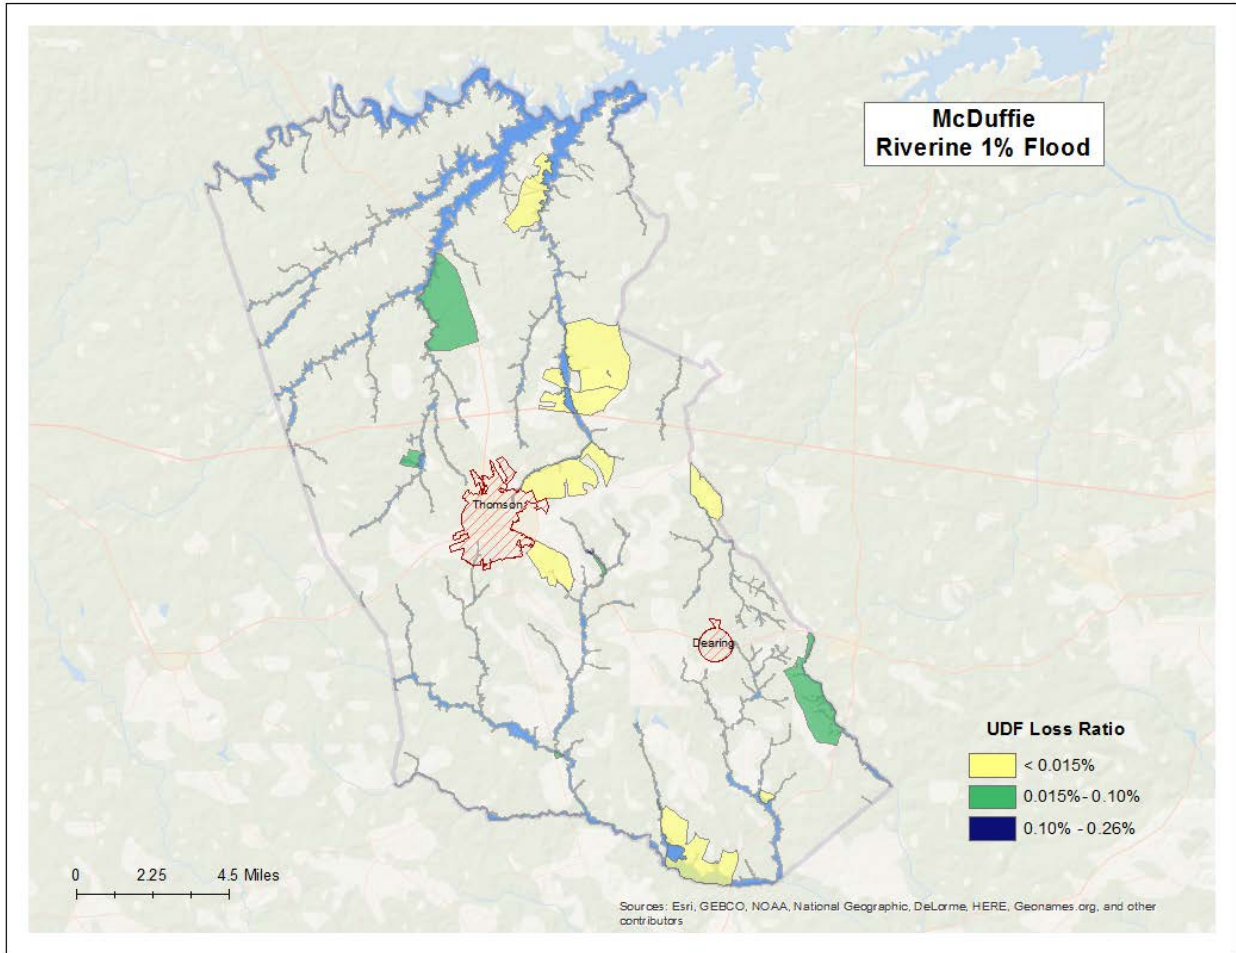 McDuffie
Riverine 1% Flood
Thomson
Dearing
UDF Loss Ratio
< 0.015%
0.015%- 0.10%
0.10% - 0.26%
0 2.25 4.5 Miles
Sources: Esri, GEBCO, NOAA, National Geographic, DeLorme, HERE, Geonames.org, and other
contributors